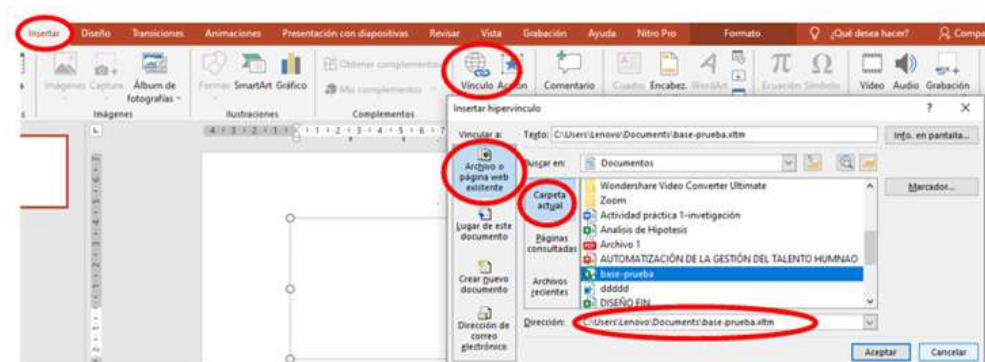 Insertar Diseño Transiciones Animaciones Presentación con diapositivas Revisar Vista Grabación Ayuda Nitro Pro Formato ¿Qué desea hacer? Compa
Imágenes Captura Álbum de fotografías Formas SmartArt Gráfico
Obtener complementos
Mis complementos
Vínculo Acción Comentario Cuadro Encabez. WordArt Ecuación Símbolo Vídeo Audio Grabación
Imágenes Ilustraciones Complementos
Insertar hipervínculo ? X
Vincular a: Texto: C:\Users\Lenovo\Documents\base-prueba.xltm Info. en pantalla...
Archivo o
página web
existente
Buscar en: Documentos
Carpeta
actual
Wondershare Video Converter Ultimate
Marcador...
Zoom
Actividad práctica 1-invetigación
Analisis de Hipotesis
Lugar de este
documento
Páginas
consultadas
Archivo 1
AUTOMATIZACIÓN DE LA GESTIÓN DEL TALENTO HUMNAO
base-prueba
Crear nuevo
documento
Archivos
recientes
ddddd
DISEÑO FIN
Dirección de
correo
electrónico
Dirección: C:\Users\Lenovo\Documents\base-prueba.xltm
Aceptar Cancelar